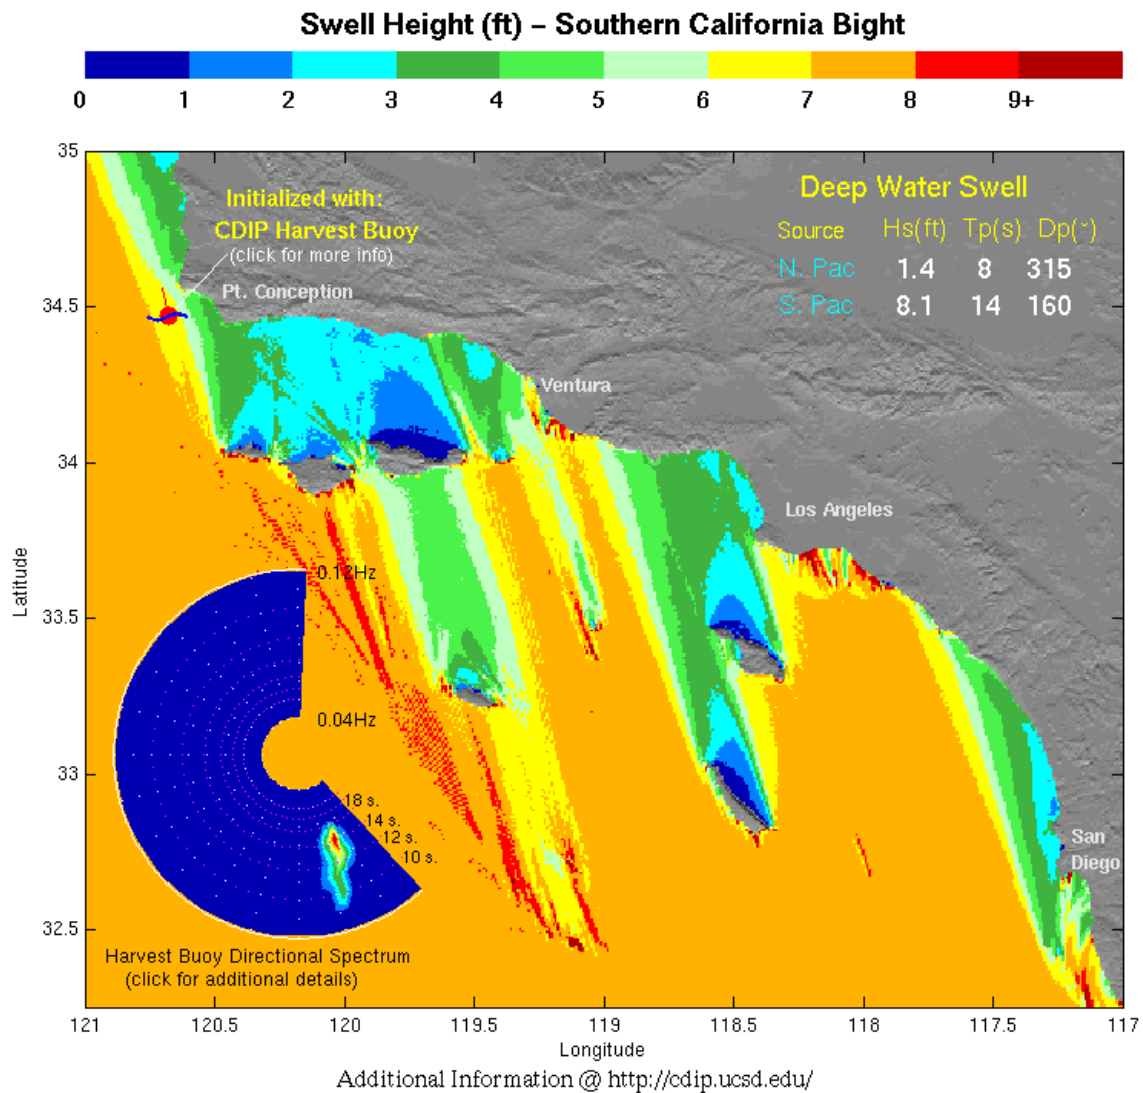 Swell Height (ft) – Southern California Bight
0 1 2 3 4 5 6 7 8 9+
35
34.5
34
33.5
33
32.5
Latitude
Initialized with:
CDIP Harvest Buoy
(click for more info)
Pt. Conception
Deep Water Swell
Source Hs(ft) Tp(s) Dp(˜)
N. Pac 1.4 8 315
S. Pac 8.1 14 160
Ventura
Los Angeles
San
Diego
0.12Hz
0.04Hz
18 s.
14 s.
12 s.
10 s.
Harvest Buoy Directional Spectrum
(click for additional details)
121 120.5 120 119.5 119 118.5 118 117.5 117
Longitude
Additional Information @ http://cdip.ucsd.edu/